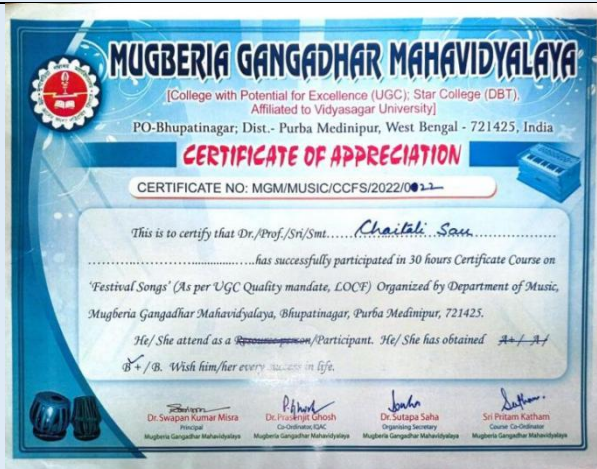 MUGBERIA GANGADHAR MAHAVIDYALAYA
[College with Potential for Excellence (UGC); Star College (DBT),
Affiliated to Vidyasagar University]
PO-Bhupatinagar; Dist.- Purba Medinipur, West Bengal - 721425, India
CERTIFICATE OF APPRECIATION
CERTIFICATE NO: MGM/MUSIC/CCFS/2022/022
This is to certify that Dr./Prof./Sri/Smt..... Chaitali Sau .........
.......................................has successfully participated in 30 hours Certificate Course on
'Festival Songs' (As per UGC Quality mandate, LOCF) Organized by Department of Music,
Mugberia Gangadhar Mahavidyalaya, Bhupatinagar, Purba Medinipur, 721425.
He/ She attend as a Resource person/Participant. He/ She has obtained A+ / A /
B + / B. Wish him/her every success in life.
Dr. Swapan Kumar Misra Dr. Prasenjit Ghosh Dr. Sutapa Saha Sri Pritam Katham
Principal Co-Ordinator, IQAC Organising Secretary Course Co-Ordinator
Mugberia Gangadhar Mahavidyalaya Mugberia Gangadhar Mahavidyalaya Mugberia Gangadhar Mahavidyalaya Mugberia Gangadhar Mahavidyalaya